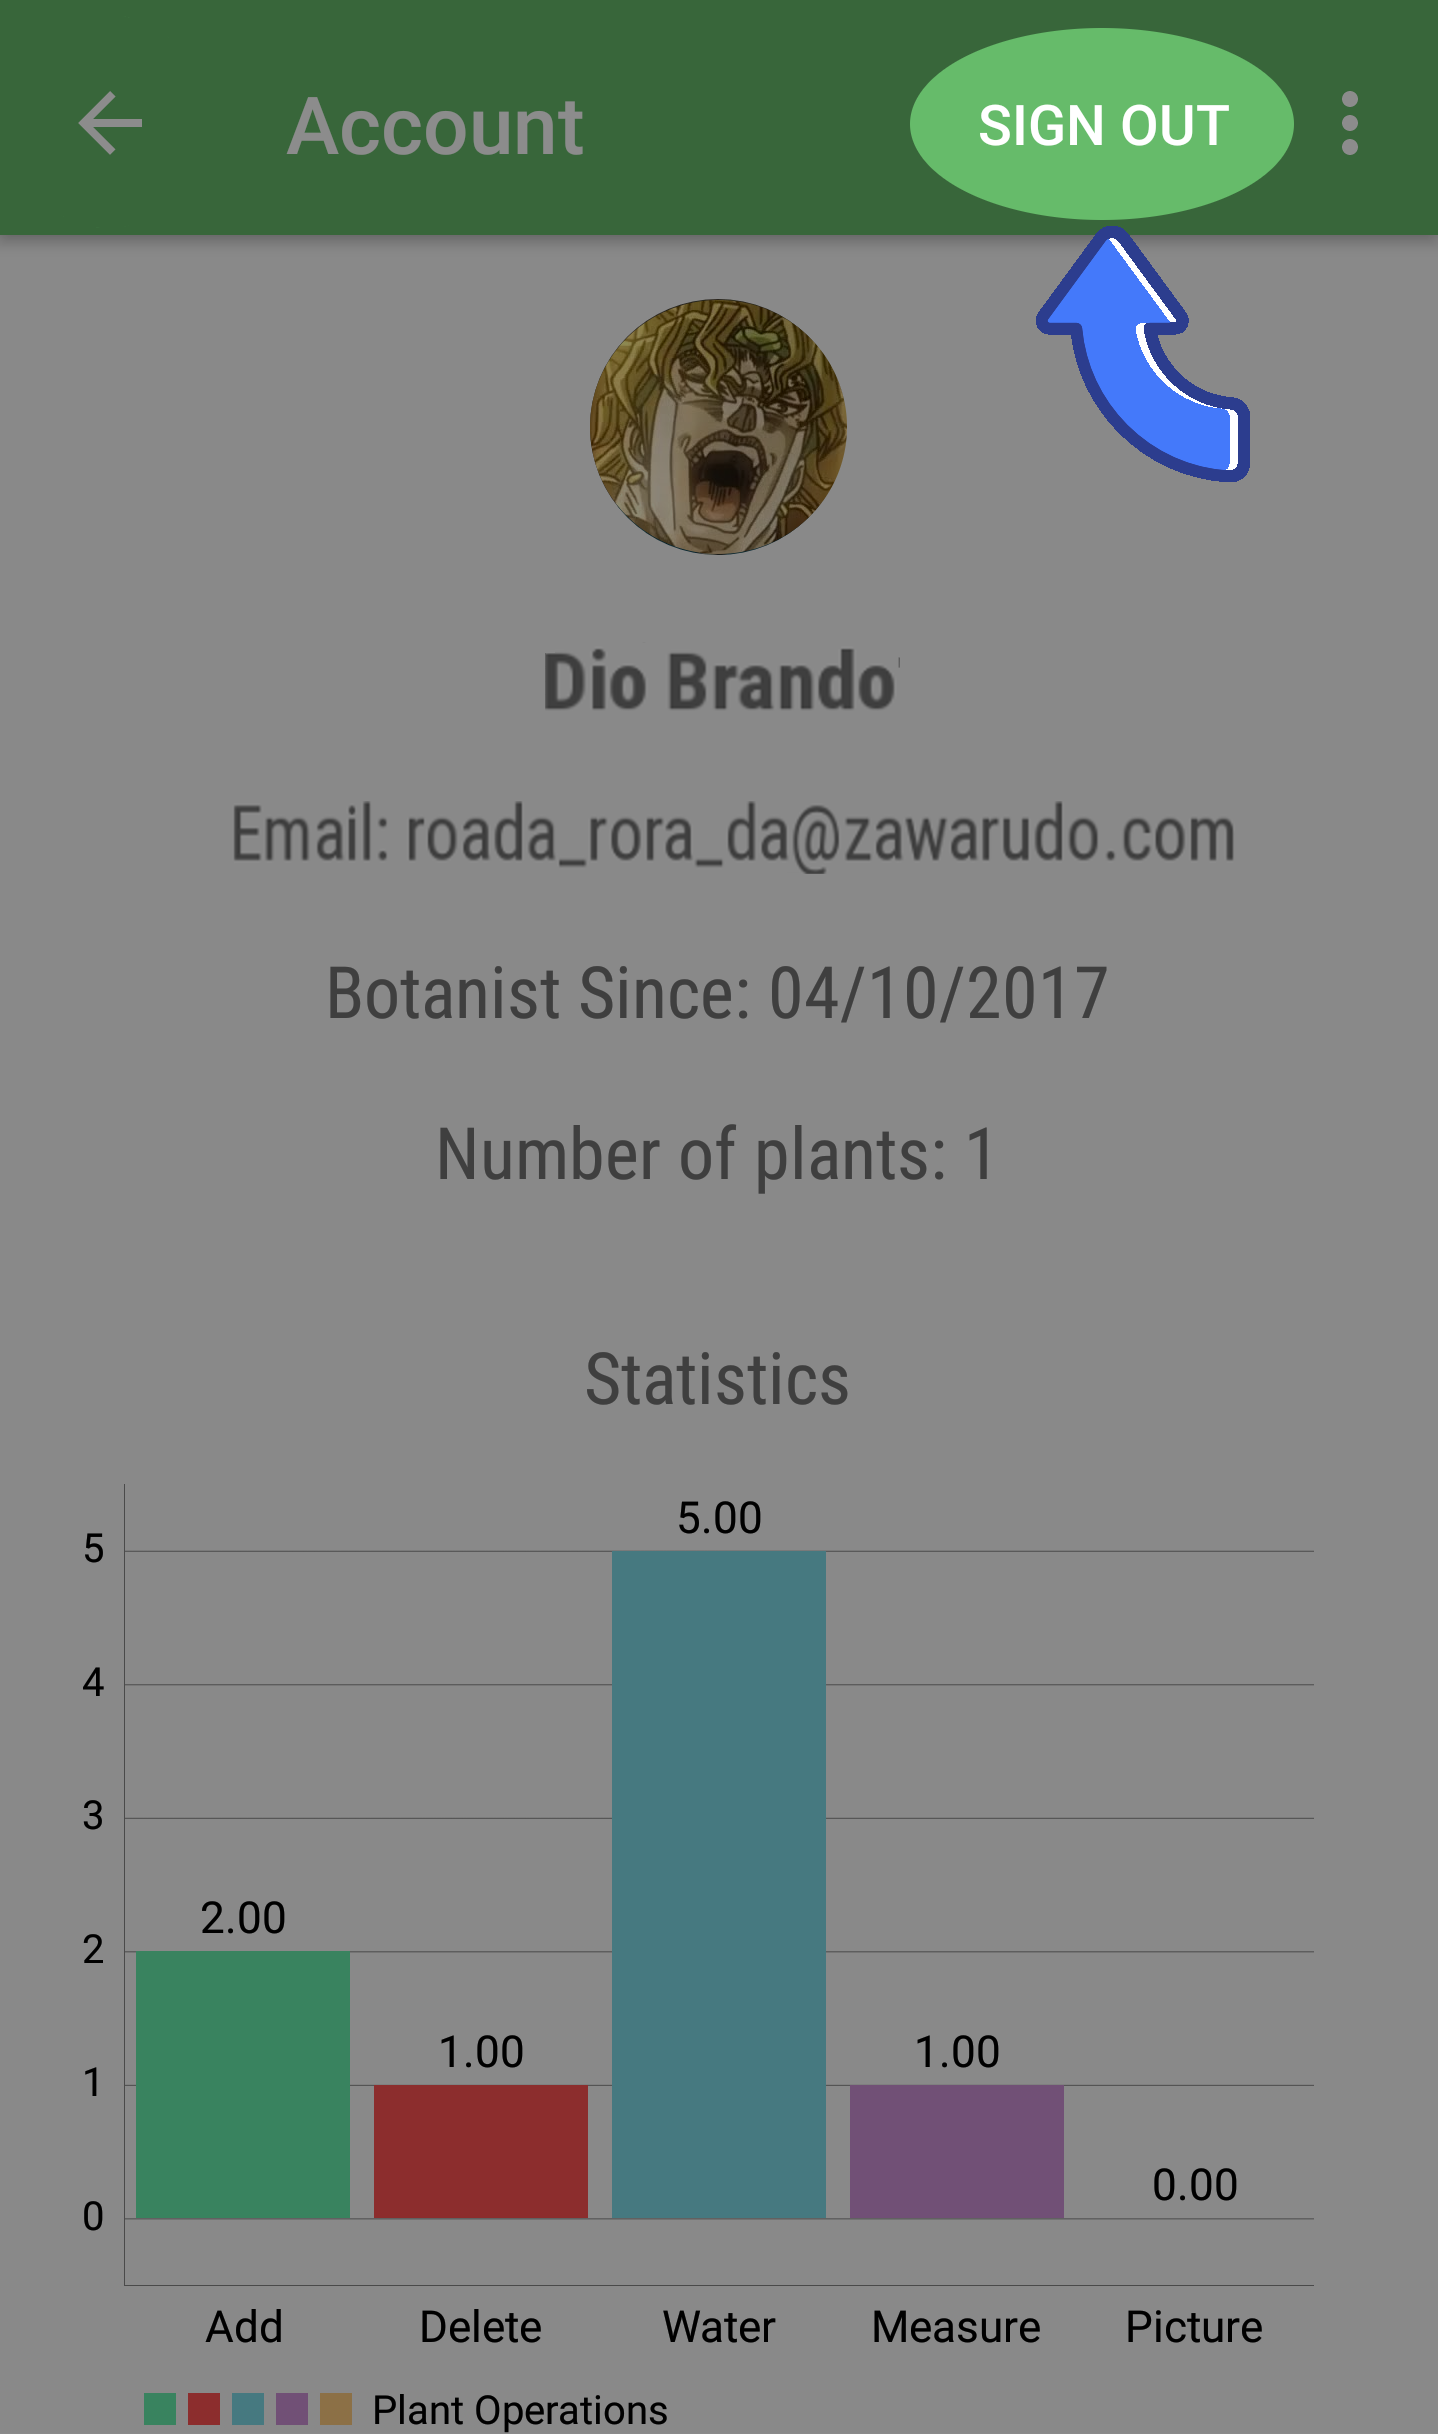 Account
SIGN OUT
Dio Brando
Email: roada_rora_da@zawarudo.com
Botanist Since: 04/10/2017
Number of plants: 1
Statistics
5.00
5
4
3
2.00
2
1.00
1.00
1
0.00
0
Add Delete Water Measure Picture
Plant Operations